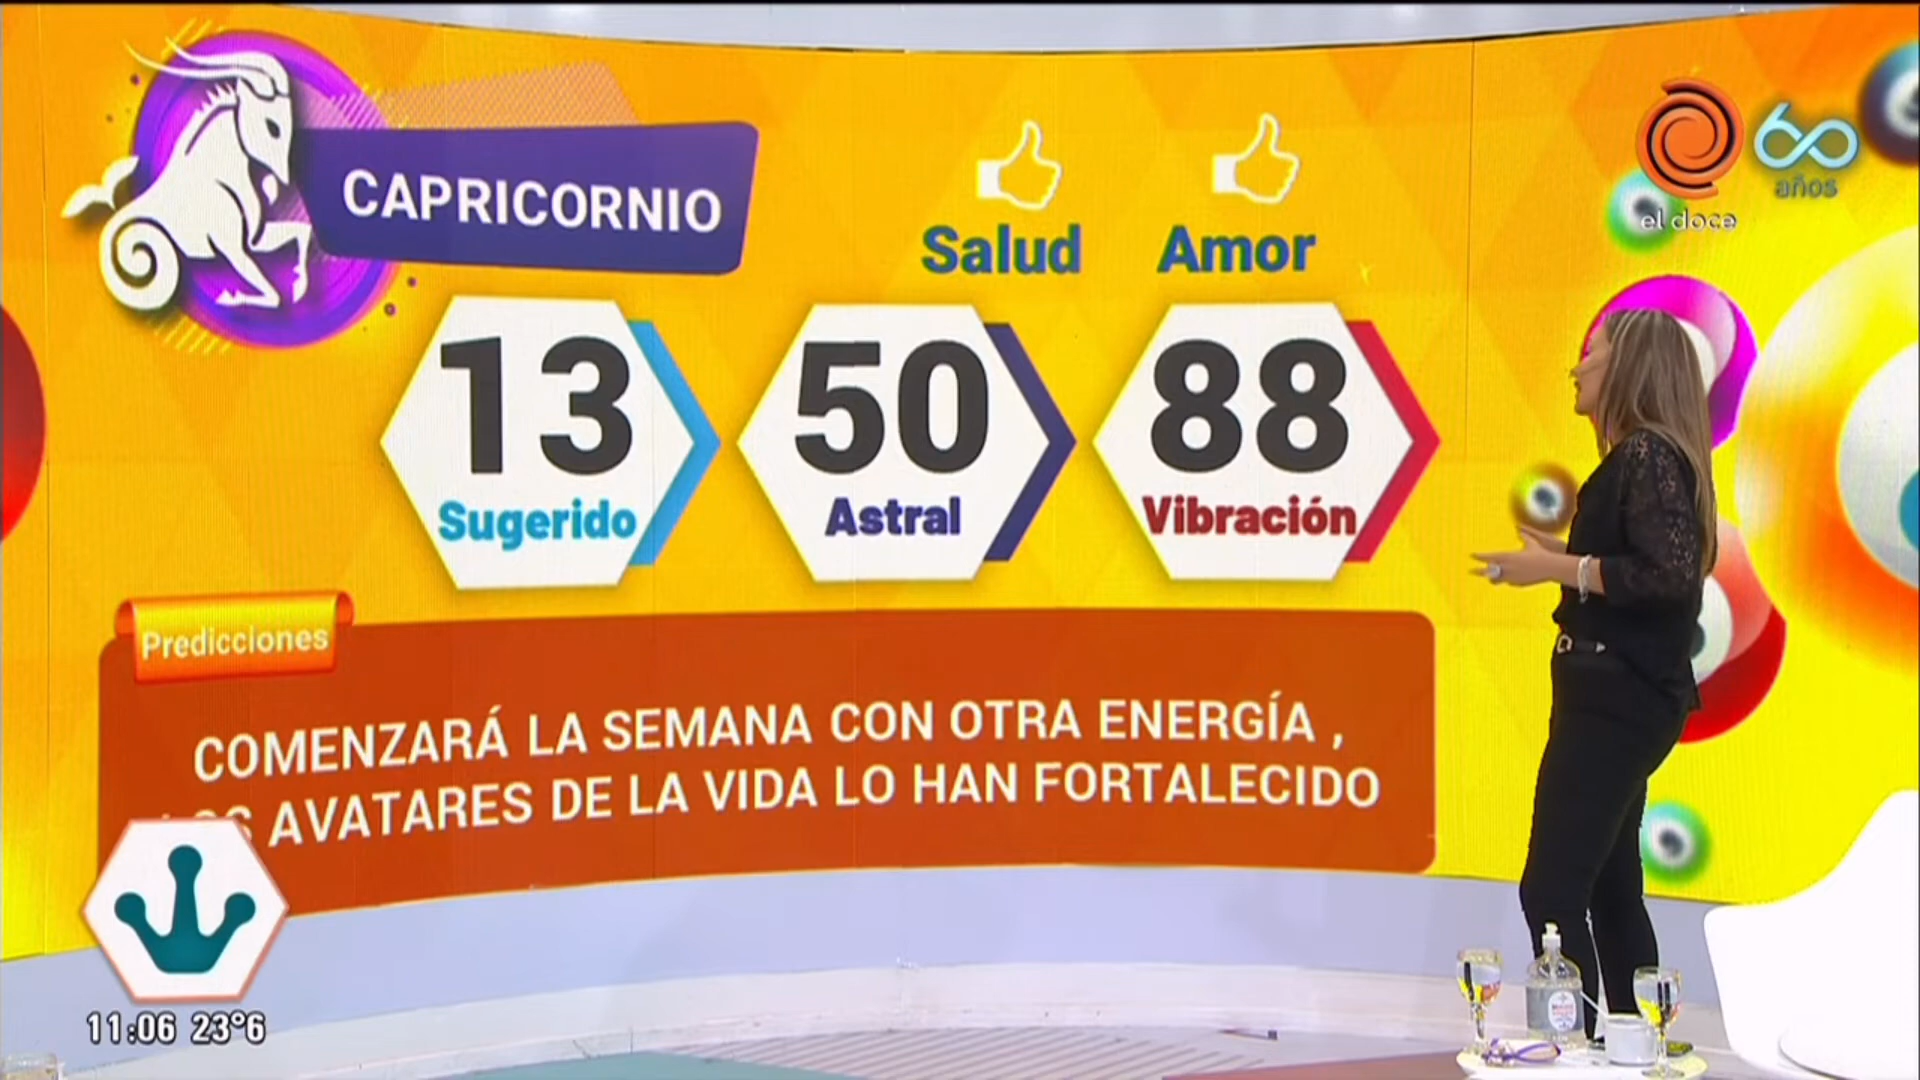 CAPRICORNIO
Salud
Amor
el doce
60
años
13
Sugerido
50
Astral
88
Vibración
Predicciones
COMENZARÁ LA SEMANA CON OTRA ENERGÍA ,
AVATARES DE LA VIDA LO HAN FORTALECIDO
11:06 23°6